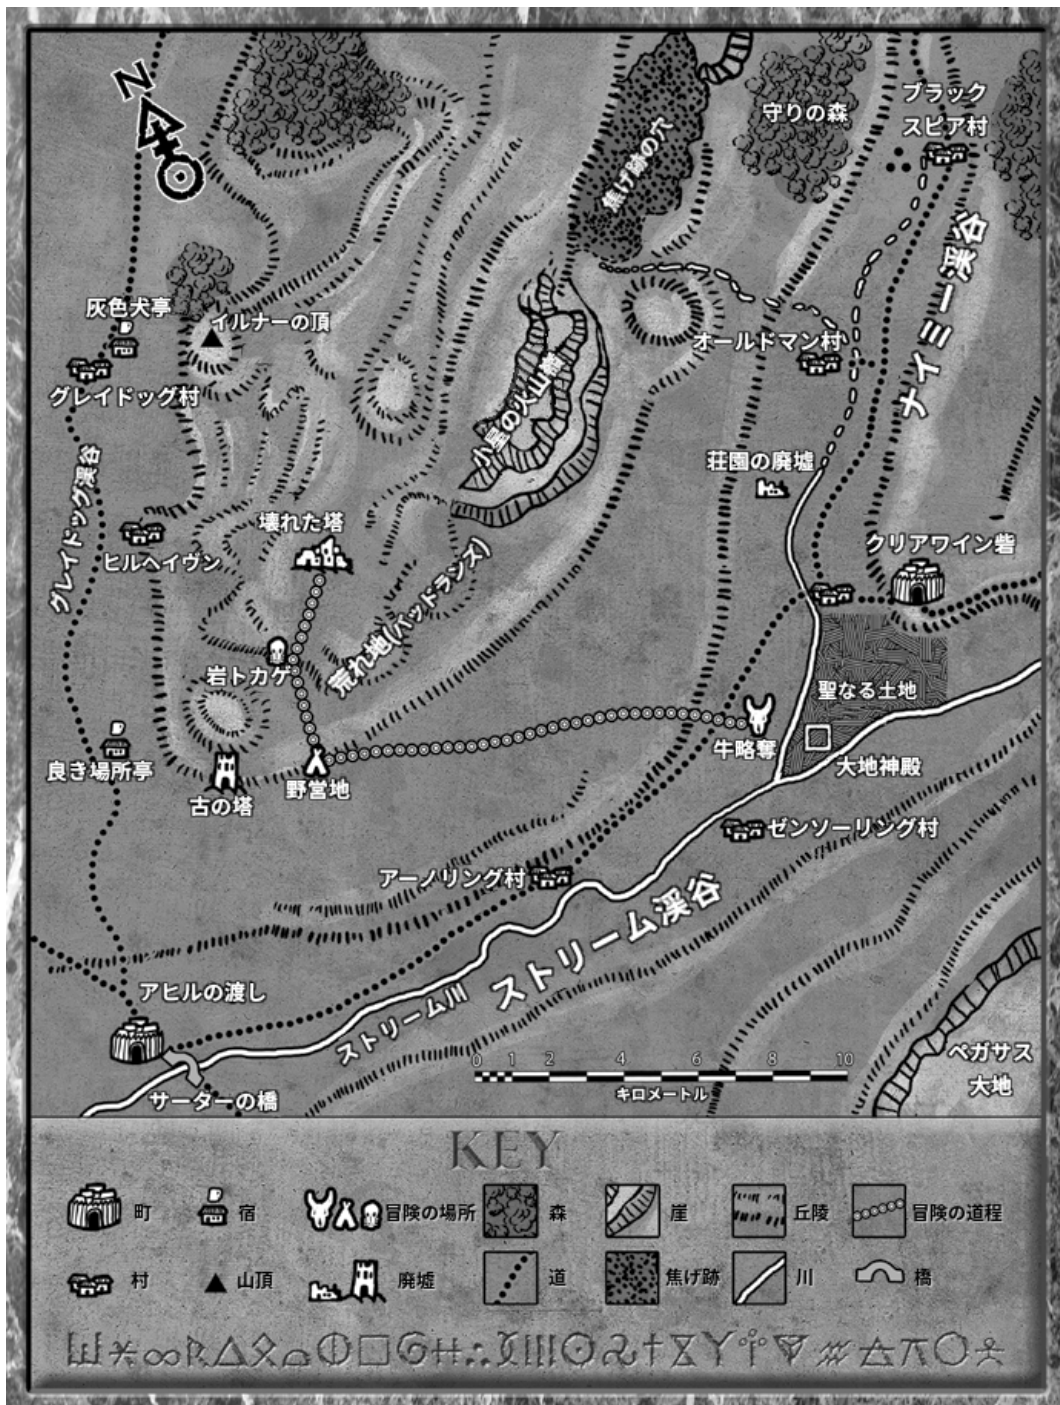 N
守りの森
ブラック
スピア村
焦げ跡の穴
ナイミー渓谷
灰色犬亭
イルナーの頂
オールドマン村
グレイドッグ村
小星の火山
荘園の廃墟
グレイドッグ渓谷
壊れた塔
ヒルヘイヴン
クリアワイン砦
荒れ地(バッドランズ)
岩トカゲ
聖なる土地
良き場所亭
牛略奪
大地神殿
古の塔
野営地
ゼンソーリング村
アーノリング村
ストリーム渓谷
アヒルの渡し
ストリーム川
ペガサス
大地
サーターの橋
0 1 2 4 6 8 10
キロメートル
KEY
町 宿 冒険の場所 森 崖 丘陵 冒険の道程
村 山頂 廃墟 道 焦げ跡 川 橋